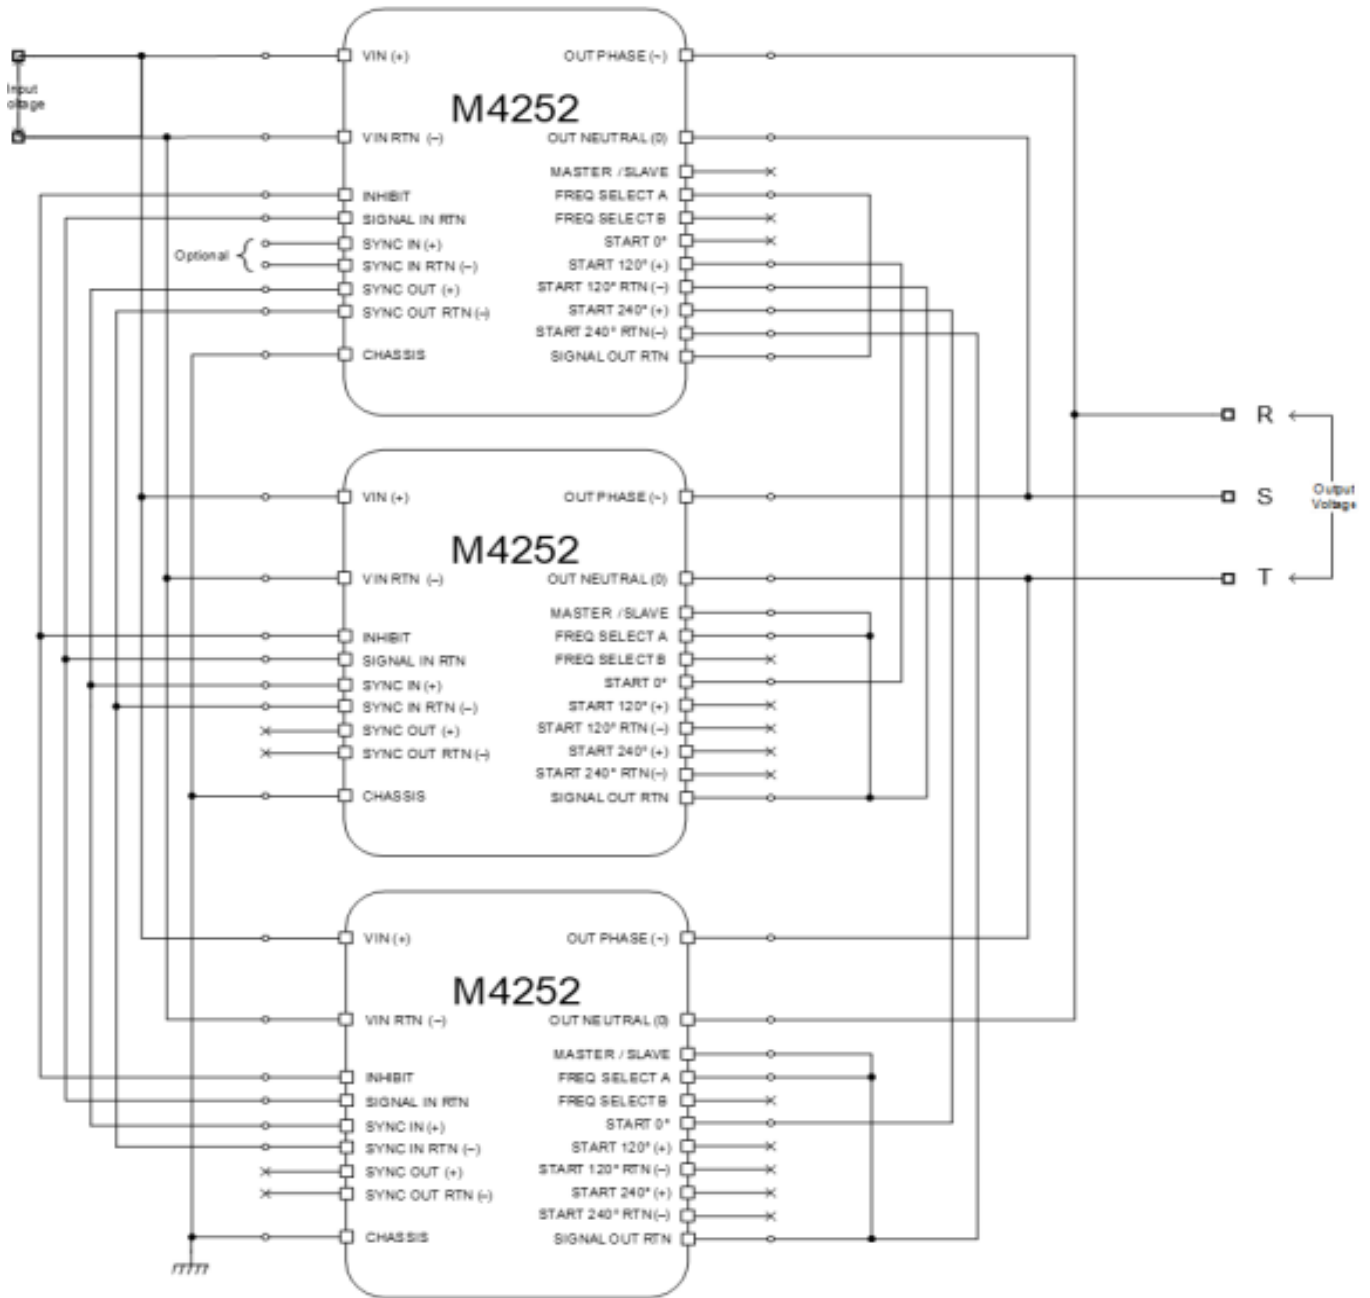 Input
oltage
VIN (+)
OUT PHASE (~)
M4252
VIN RTN (–)
OUT NEUTRAL (0)
MASTER / SLAVE
INHIBIT
FREQ SELECT A
SIGNAL IN RTN
FREQ SELECT B
Optional
SYNC IN (+)
START 0°
SYNC IN RTN (–)
START 120° (+)
SYNC OUT (+)
START 120° RTN (–)
SYNC OUT RTN (–)
START 240° (+)
START 240° RTN (–)
CHASSIS
SIGNAL OUT RTN
R
S
T
Output
Voltage
VIN (+)
OUT PHASE (~)
M4252
VIN RTN (–)
OUT NEUTRAL (0)
MASTER / SLAVE
INHIBIT
FREQ SELECT A
SIGNAL IN RTN
FREQ SELECT B
SYNC IN (+)
START 0°
SYNC IN RTN (–)
START 120° (+)
SYNC OUT (+)
START 120° RTN (–)
SYNC OUT RTN (–)
START 240° (+)
START 240° RTN (–)
CHASSIS
SIGNAL OUT RTN
VIN (+)
OUT PHASE (~)
M4252
VIN RTN (–)
OUT NEUTRAL (0)
MASTER / SLAVE
INHIBIT
FREQ SELECT A
SIGNAL IN RTN
FREQ SELECT B
SYNC IN (+)
START 0°
SYNC IN RTN (–)
START 120° (+)
SYNC OUT (+)
START 120° RTN (–)
SYNC OUT RTN (–)
START 240° (+)
START 240° RTN (–)
CHASSIS
SIGNAL OUT RTN